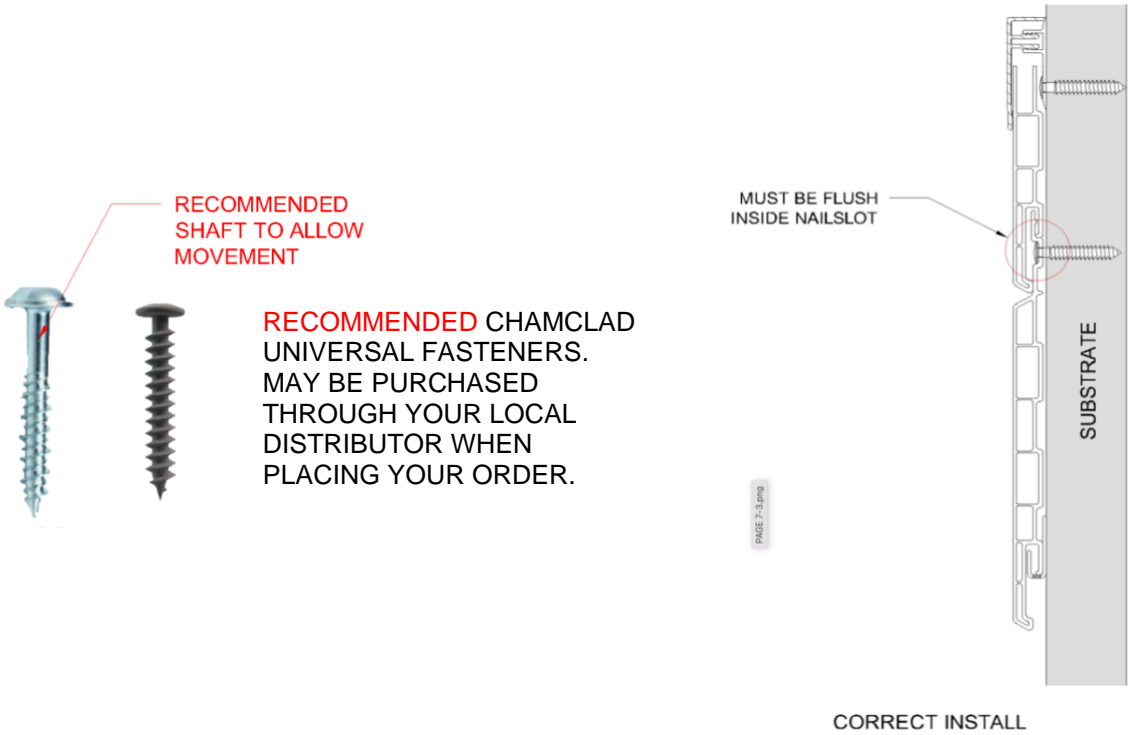 RECOMMENDED
SHAFT TO ALLOW
MOVEMENT
RECOMMENDED CHAMCLAD
UNIVERSAL FASTENERS.
MAY BE PURCHASED
THROUGH YOUR LOCAL
DISTRIBUTOR WHEN
PLACING YOUR ORDER.
MUST BE FLUSH
INSIDE NAILSLOT
SUBSTRATE
PAGE 7-3.png
CORRECT INSTALL